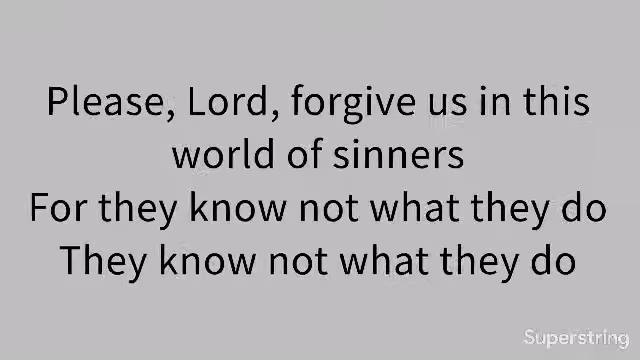 Please, Lord, forgive us in this
world of sinners
For they know not what they do
They know not what they do
Superstring